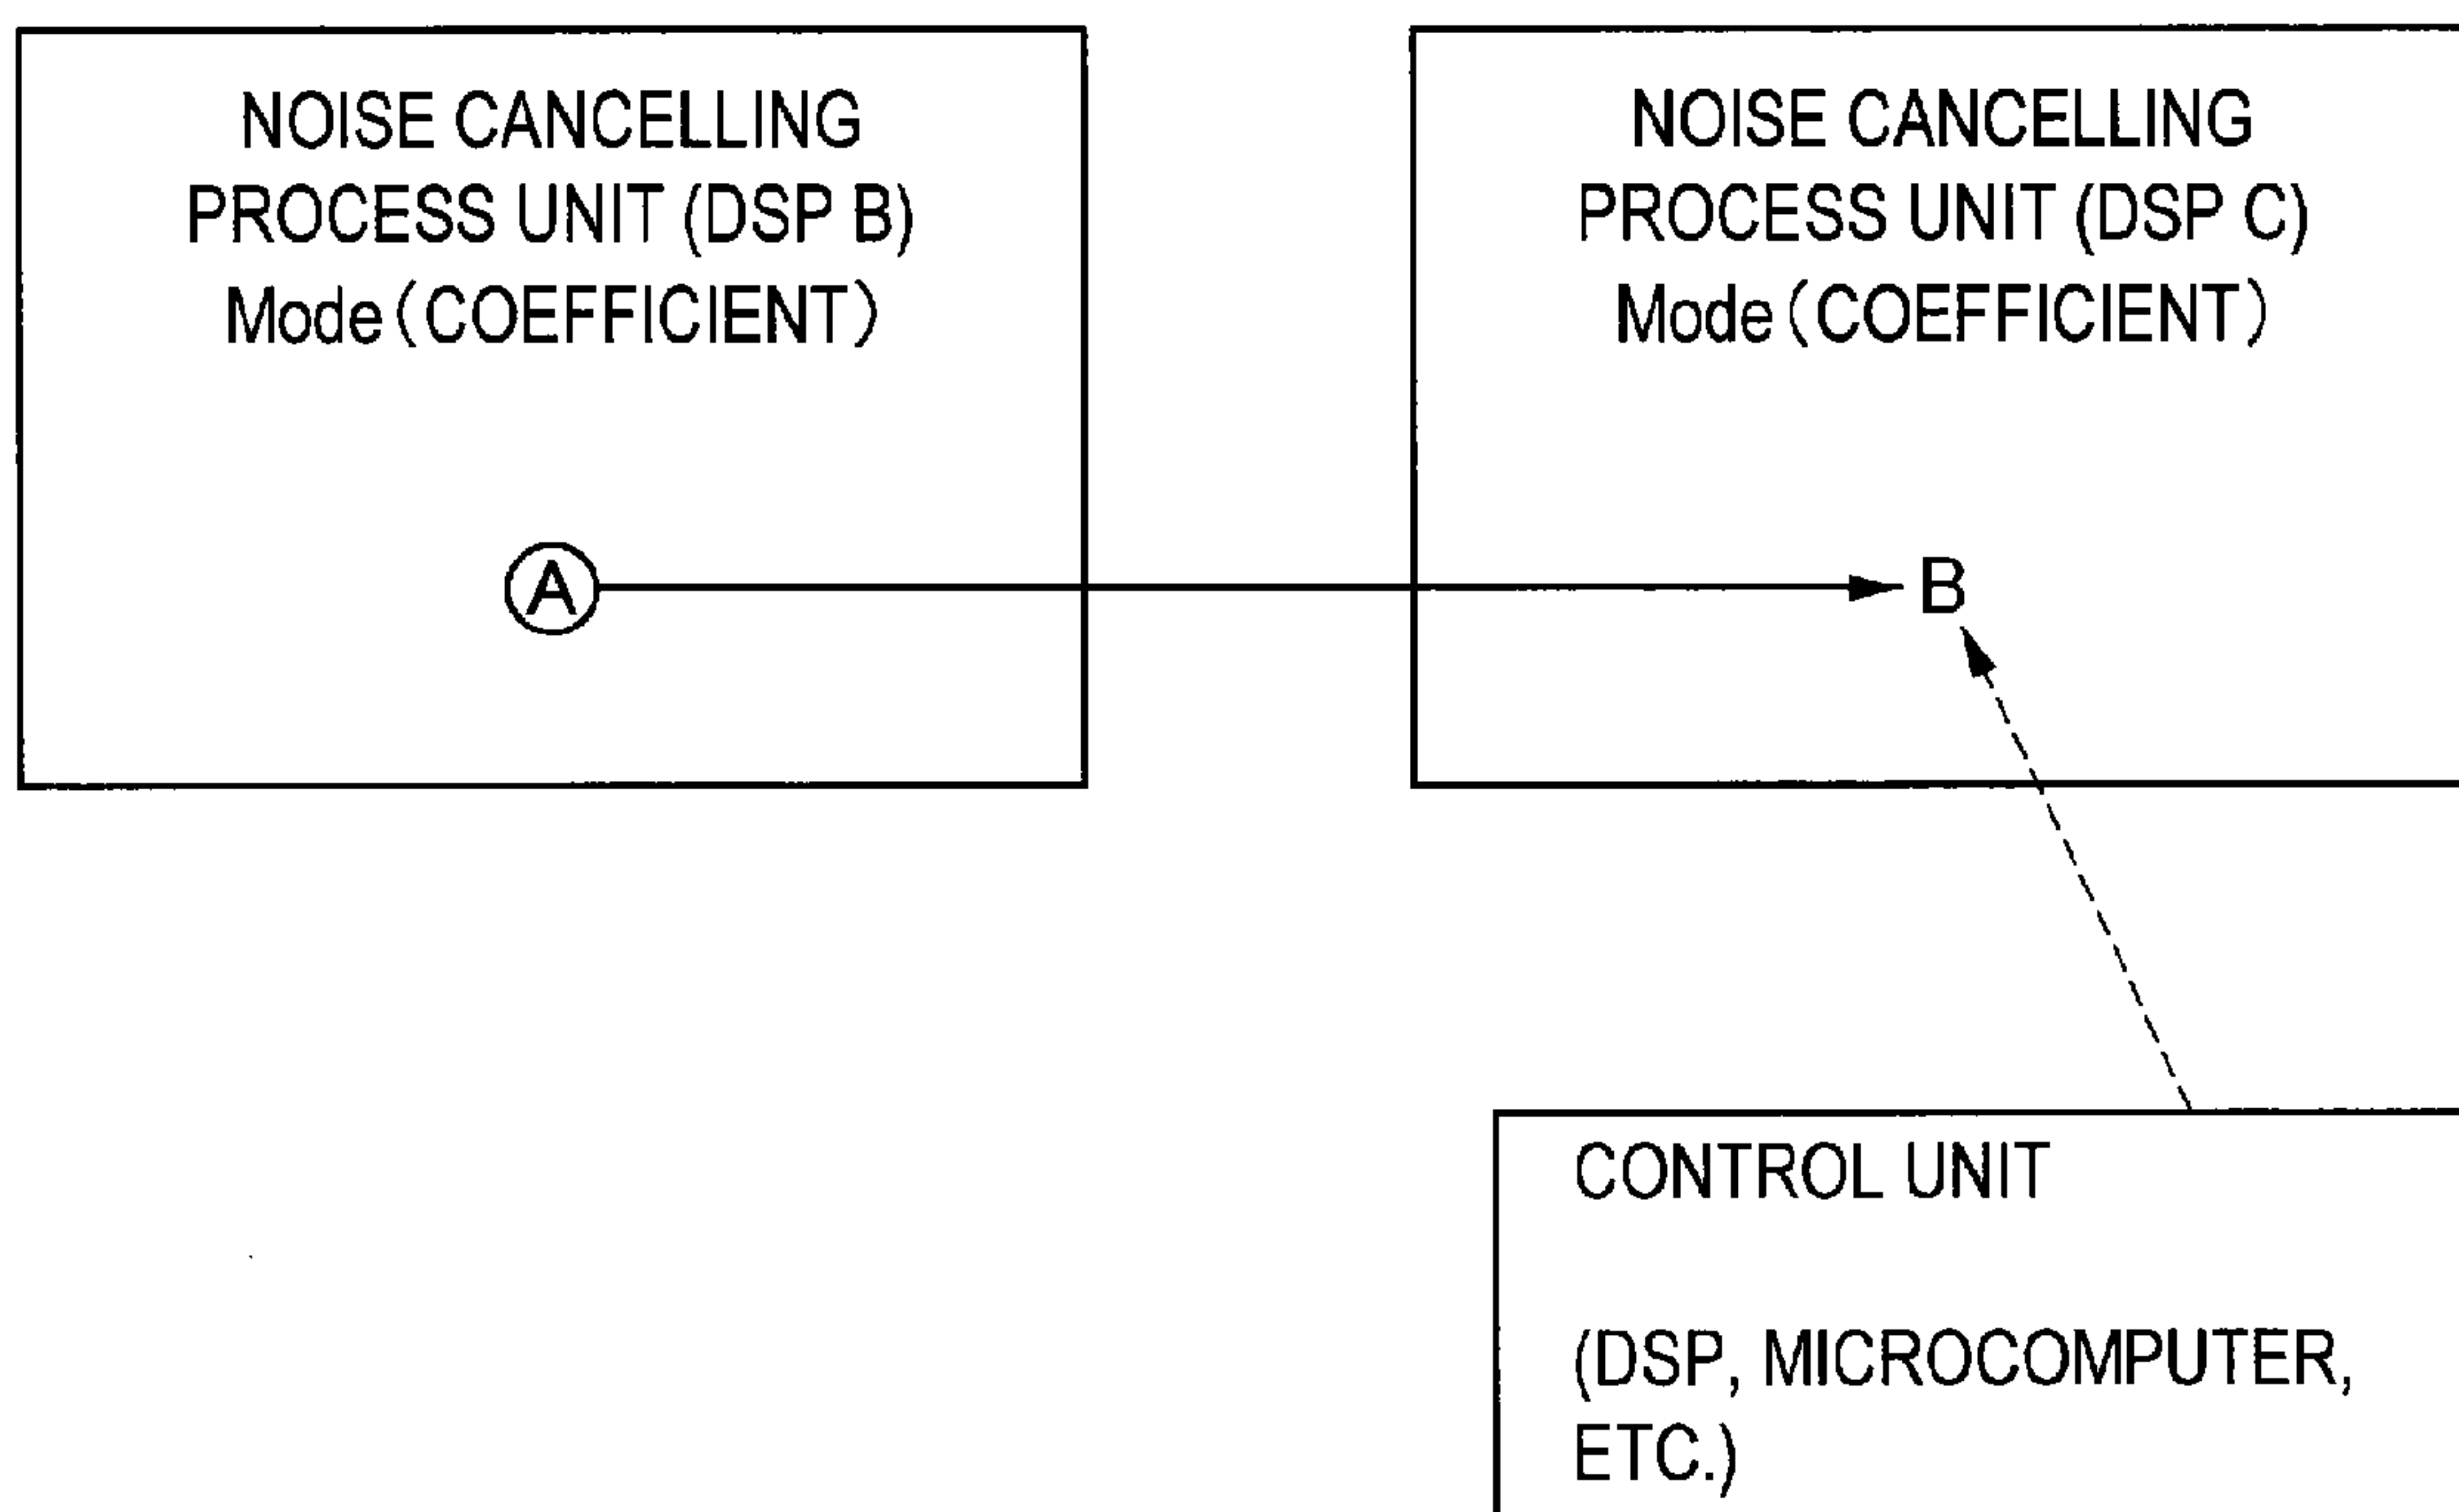 NOISE CANCELLING
PROCESS UNIT (DSP B)
Mode (COEFFICIENT)
A
NOISE CANCELLING
PROCESS UNIT (DSP C)
Mode (COEFFICIENT)
B
CONTROL UNIT
(DSP, MICROCOMPUTER,
ETC.)